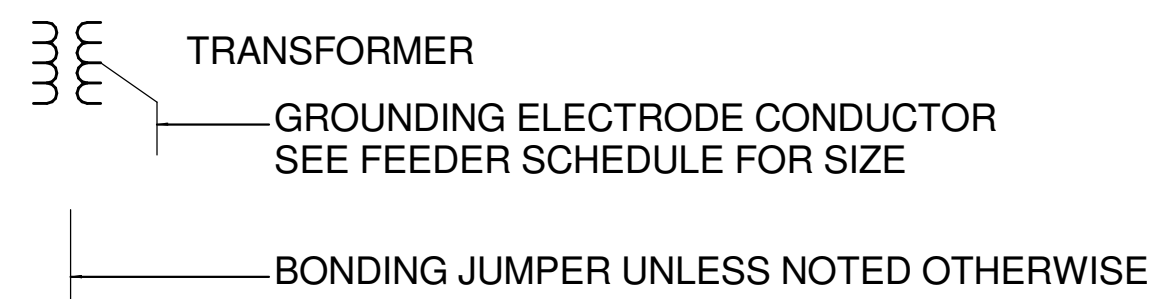 TRANSFORMER
GROUNDING ELECTRODE CONDUCTOR
SEE FEEDER SCHEDULE FOR SIZE
BONDING JUMPER UNLESS NOTED OTHERWISE